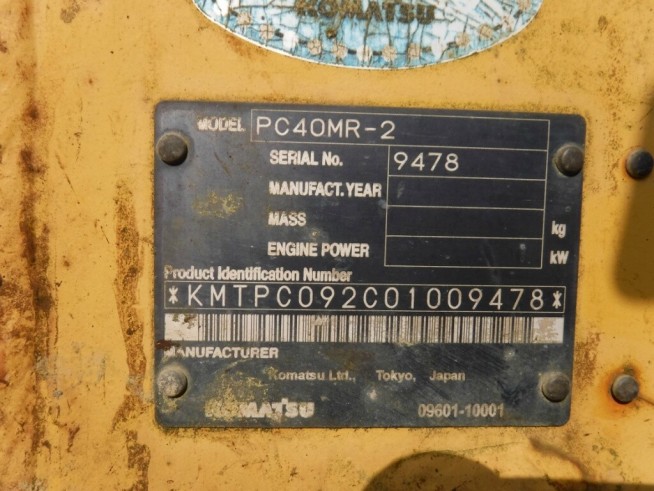 KOMATSU
MODEL PC40MR-2
SERIAL No. 9478
MANUFACT.YEAR
MASS kg
ENGINE POWER kW
Product Identification Number
*KMTPC092C01009478*
MANUFACTURER
Komatsu Ltd., Tokyo, Japan
KOMATSU 09601-10001